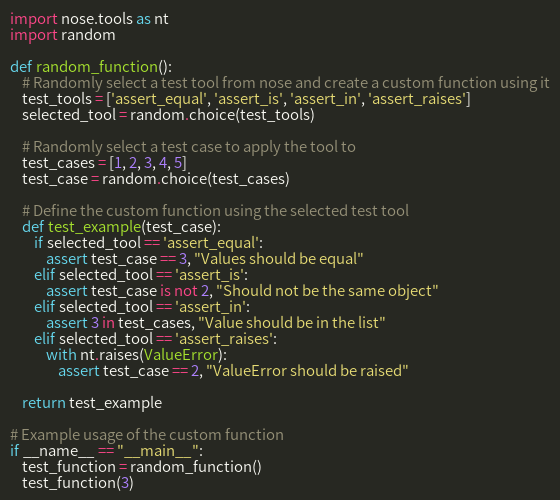 import nose.tools as nt
import random

def random_function():
    # Randomly select a test tool from nose and create a custom function using it
    test_tools = ['assert_equal', 'assert_is', 'assert_in', 'assert_raises']
    selected_tool = random.choice(test_tools)

    # Randomly select a test case to apply the tool to
    test_cases = [1, 2, 3, 4, 5]
    test_case = random.choice(test_cases)

    # Define the custom function using the selected test tool
    def test_example(test_case):
        if selected_tool == 'assert_equal':
            assert test_case == 3, "Values should be equal"
        elif selected_tool == 'assert_is':
            assert test_case is not 2, "Should not be the same object"
        elif selected_tool == 'assert_in':
            assert 3 in test_cases, "Value should be in the list"
        elif selected_tool == 'assert_raises':
            with nt.raises(ValueError):
                assert test_case == 2, "ValueError should be raised"

    return test_example

# Example usage of the custom function
if __name__ == "__main__":
    test_function = random_function()
    test_function(3)